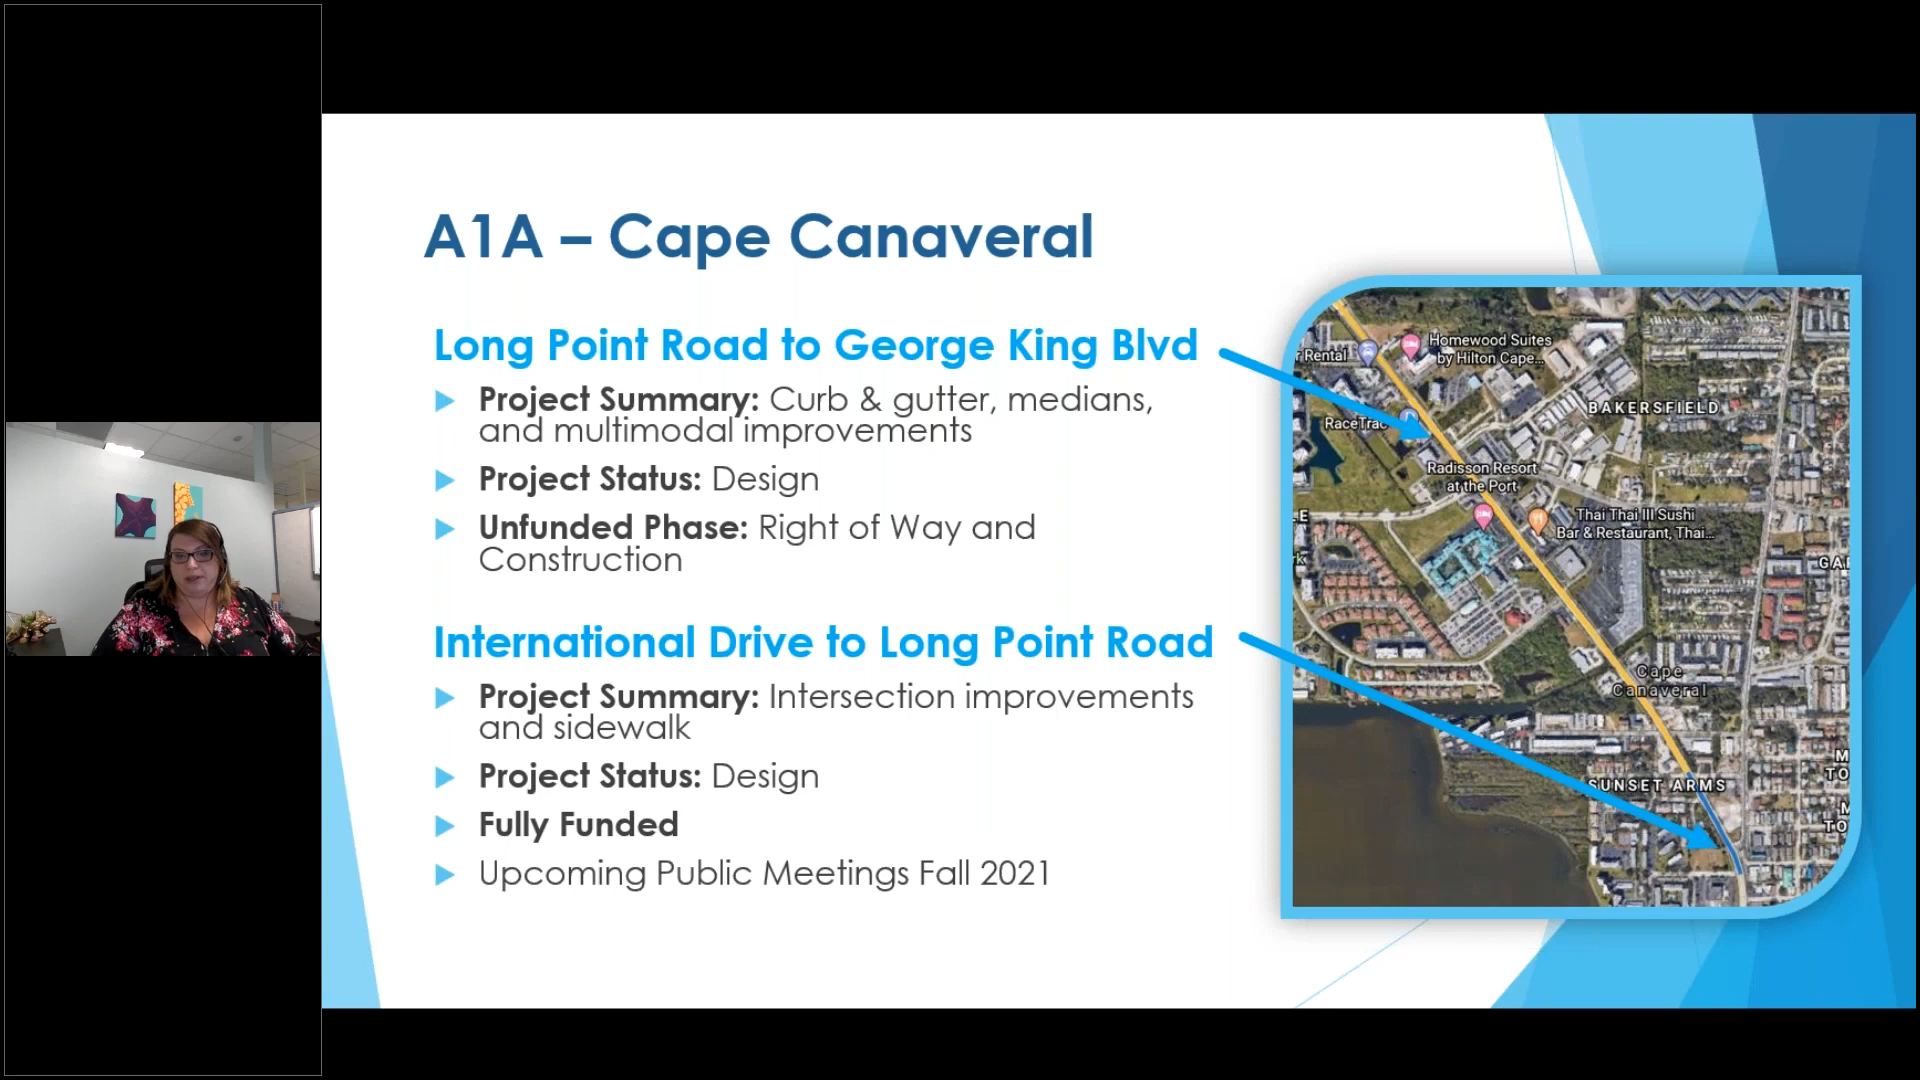 A1A – Cape Canaveral
Long Point Road to George King Blvd
Project Summary: Curb & gutter, medians,
and multimodal improvements
Project Status: Design
Unfunded Phase: Right of Way and
Construction
International Drive to Long Point Road
Project Summary: Intersection improvements
and sidewalk
Project Status: Design
Fully Funded
Upcoming Public Meetings Fall 2021
Homewood Suites
by Hilton Cape...
r Rental
BAKERSFIELD
RaceTrac
Radisson Resort
at the Port
Thai Thai III Sushi
Bar & Restaurant, Thai...
Cape
Canaveral
SUNSET ARMS
M
TO
M
TO